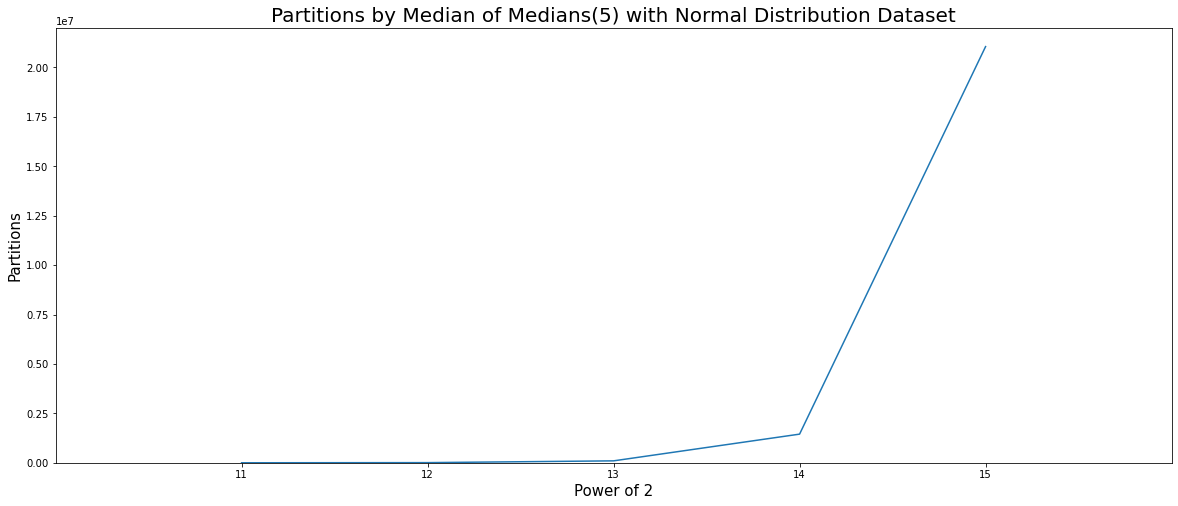 Partitions by Median of Medians(5) with Normal Distribution Dataset
1e7
2.00
1.75
1.50
1.25
1.00
0.75
0.50
0.25
0.00
Partitions
11 12 13 14 15
Power of 2